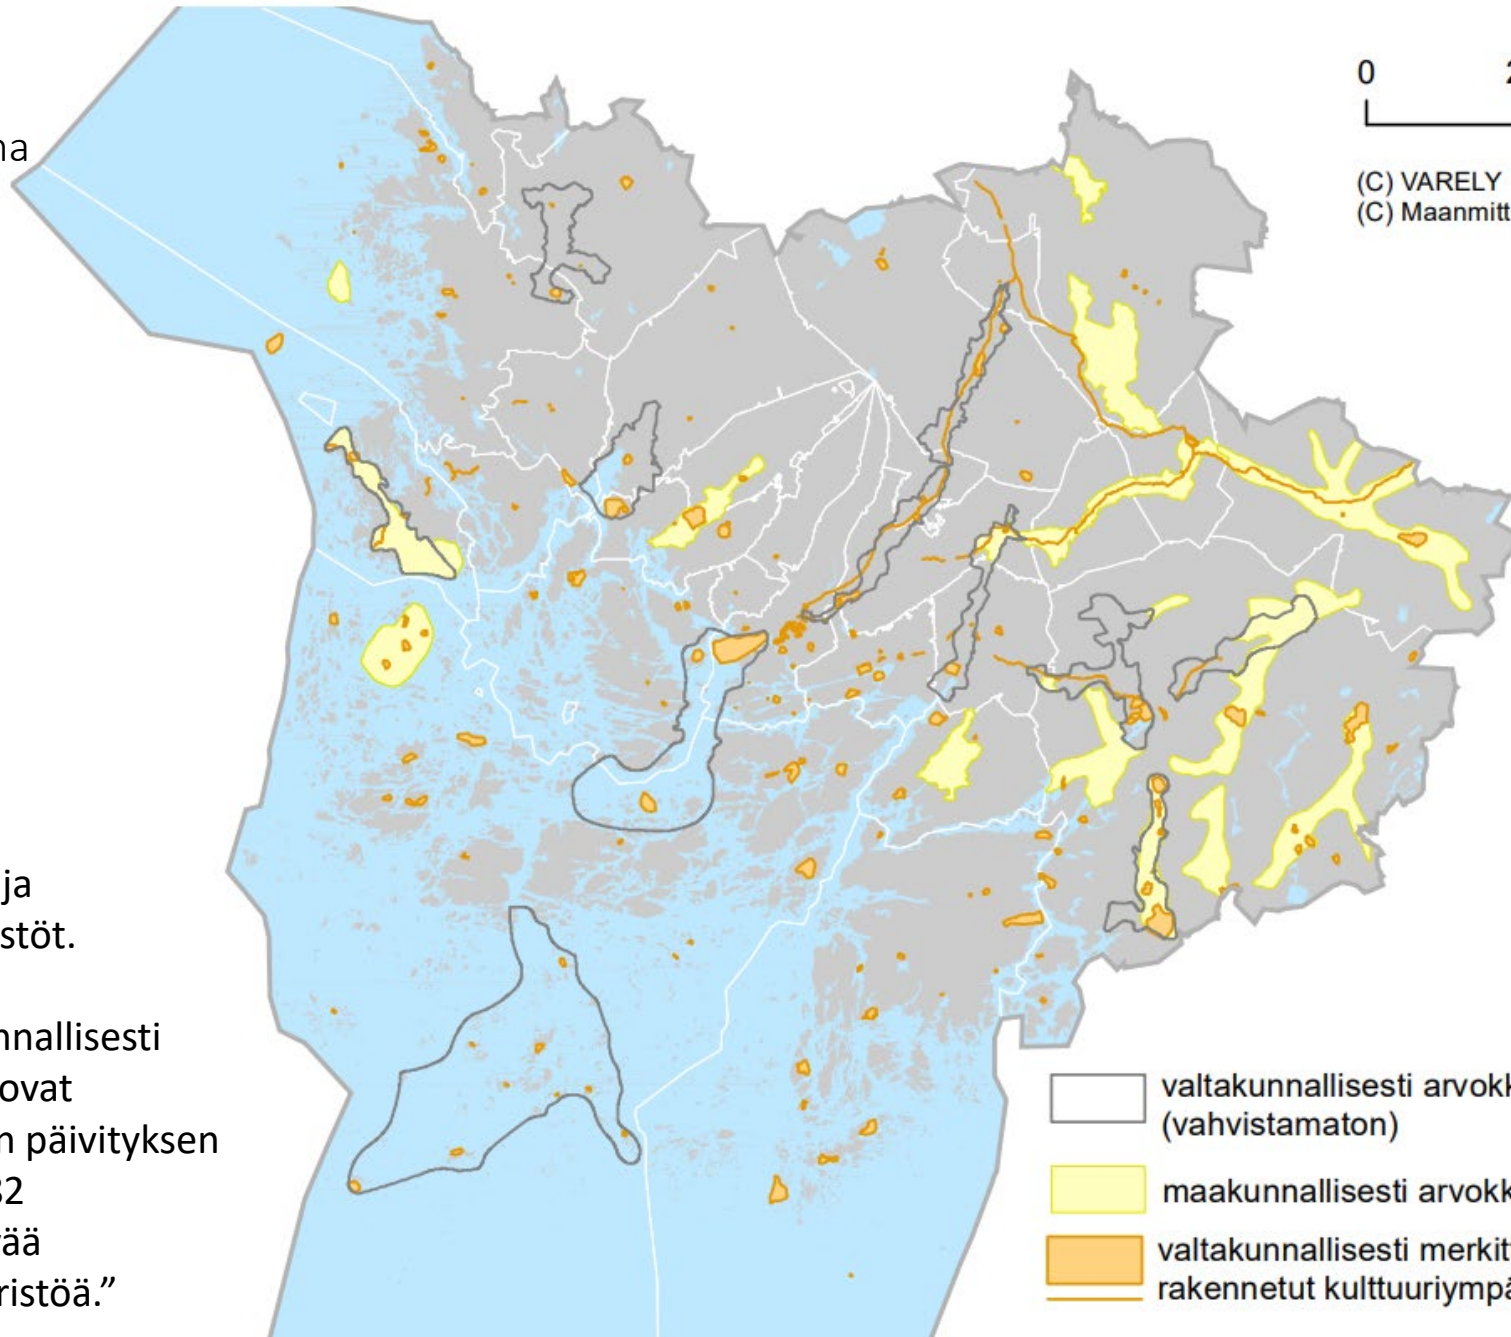 0
(C) VARELY
(C) Maanmitt
ja
stöt.
nnallisesti
ovat
n päivityksen
32
vää
ristöä.”
valtakunnallisesti arvokk
(vahvistamaton)
maakunnallisesti arvokk
valtakunnallisesti merkit
rakennetut kulttuuriympä